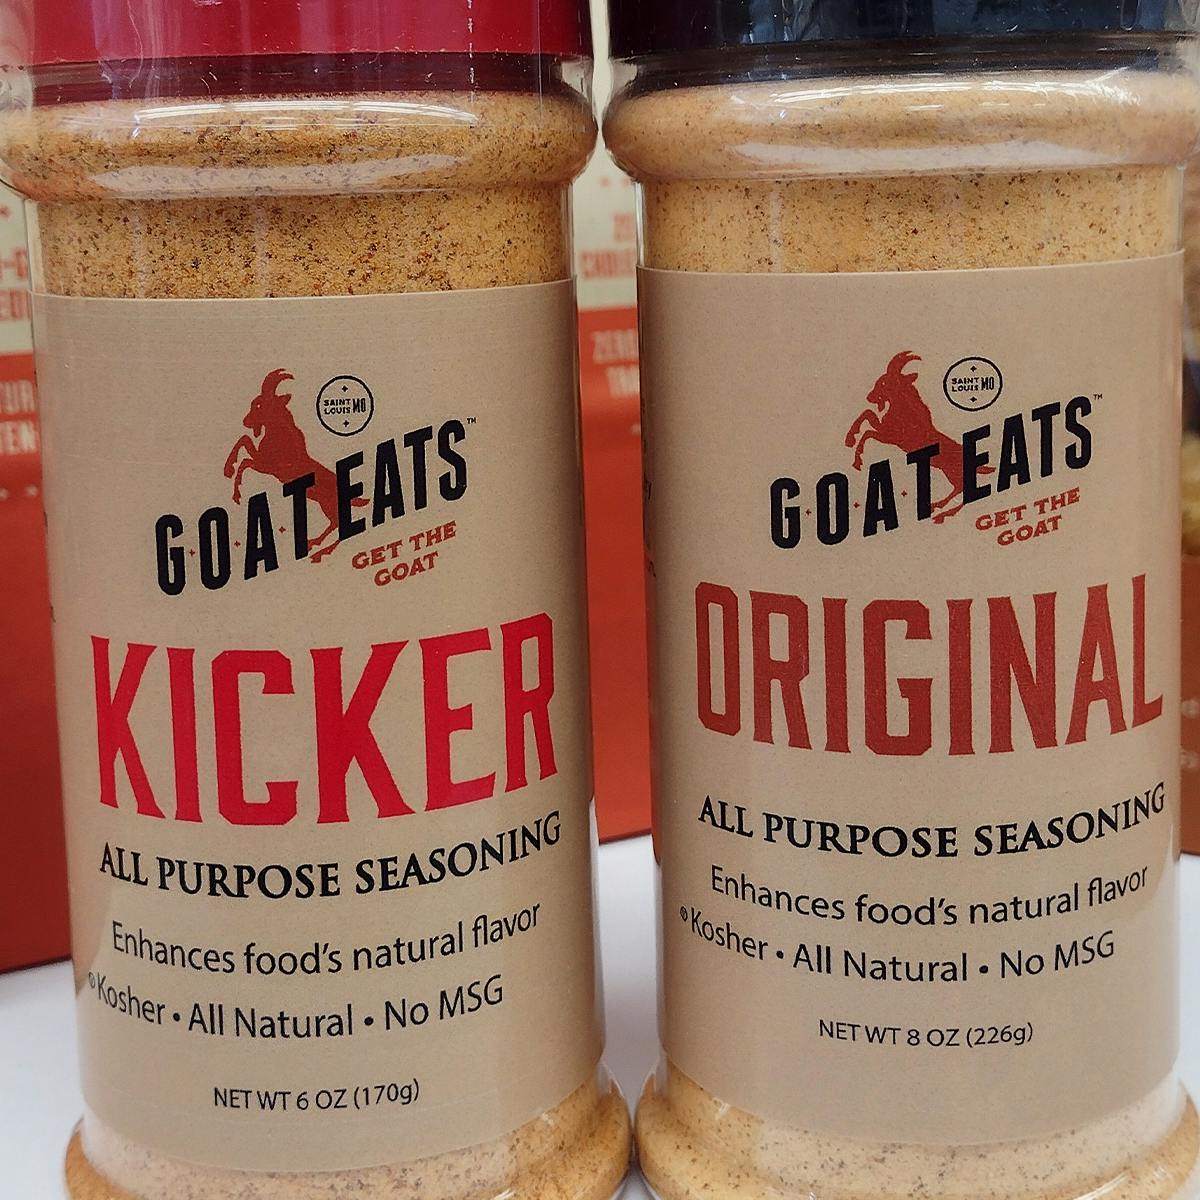 SAINT
LOUIS MO
GOAT EATS™
GET THE
GOAT
KICKER
ALL PURPOSE SEASONING
Enhances food's natural flavor
Kosher • All Natural • No MSG
NET WT 6 OZ (170g)
SAINT
LOUIS MO
GOAT EATS™
GET THE
GOAT
ORIGINAL
ALL PURPOSE SEASONING
Enhances food's natural flavor
Kosher • All Natural • No MSG
NET WT 8 OZ (226g)